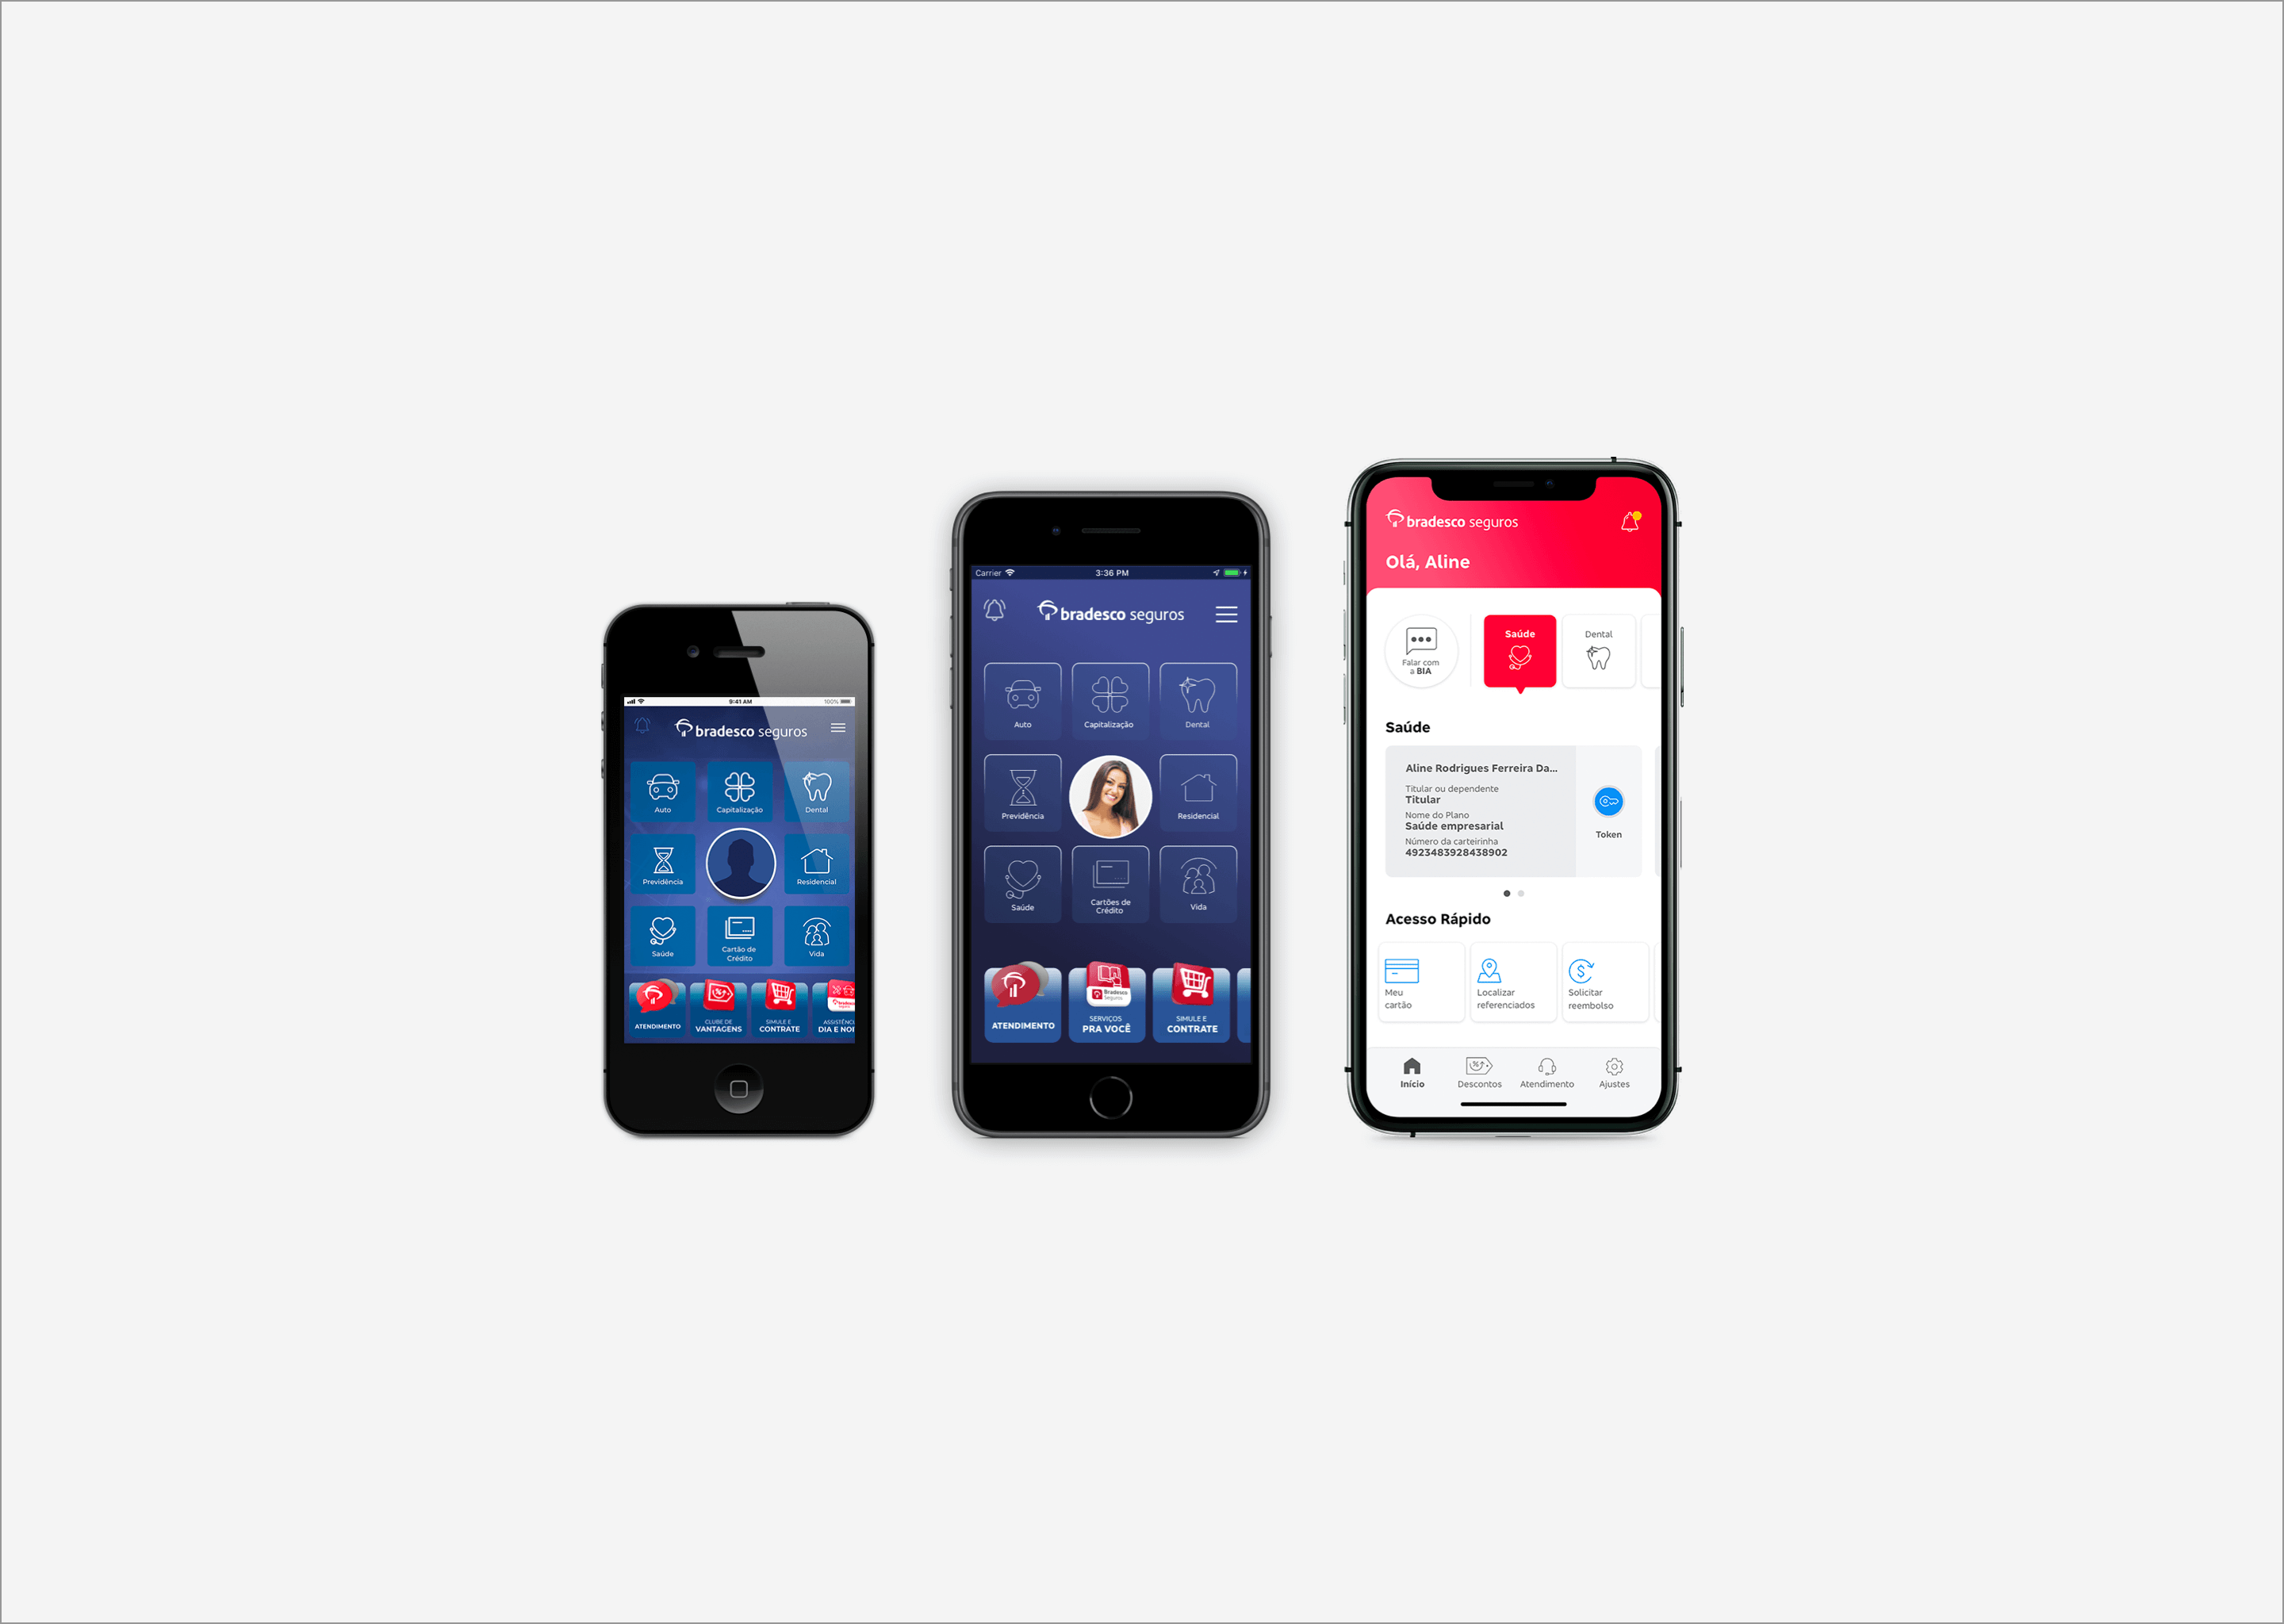 9:41 AM 100%
bradesco seguros
Auto Capitalização Dental
Previdência Residencial
Saúde Cartão de Vida
Crédito
ATENDIMENTO
CLUBE DE
VANTAGENS
SIMULE E
CONTRATE
ASSISTÊNC
DIA E NOI
Carrier 3:36 PM
bradesco seguros
Auto Capitalização Dental
Previdência Residencial
Saúde Cartões de Vida
Crédito
ATENDIMENTO
Bradesco
Seguros
SERVIÇOS
PRA VOCÊ
SIMULE E
CONTRATE
bradesco seguros
Olá, Aline
Falar com
a BIA
Saúde
Dental
Saúde
Aline Rodrigues Ferreira Da...
Titular ou dependente
Titular
Nome do Plano
Saúde empresarial
Número da carteirinha
4923483928438902
Token
Acesso Rápido
Meu
cartão
Localizar
referenciados
Solicitar
reembolso
Início Descontos Atendimento Ajustes